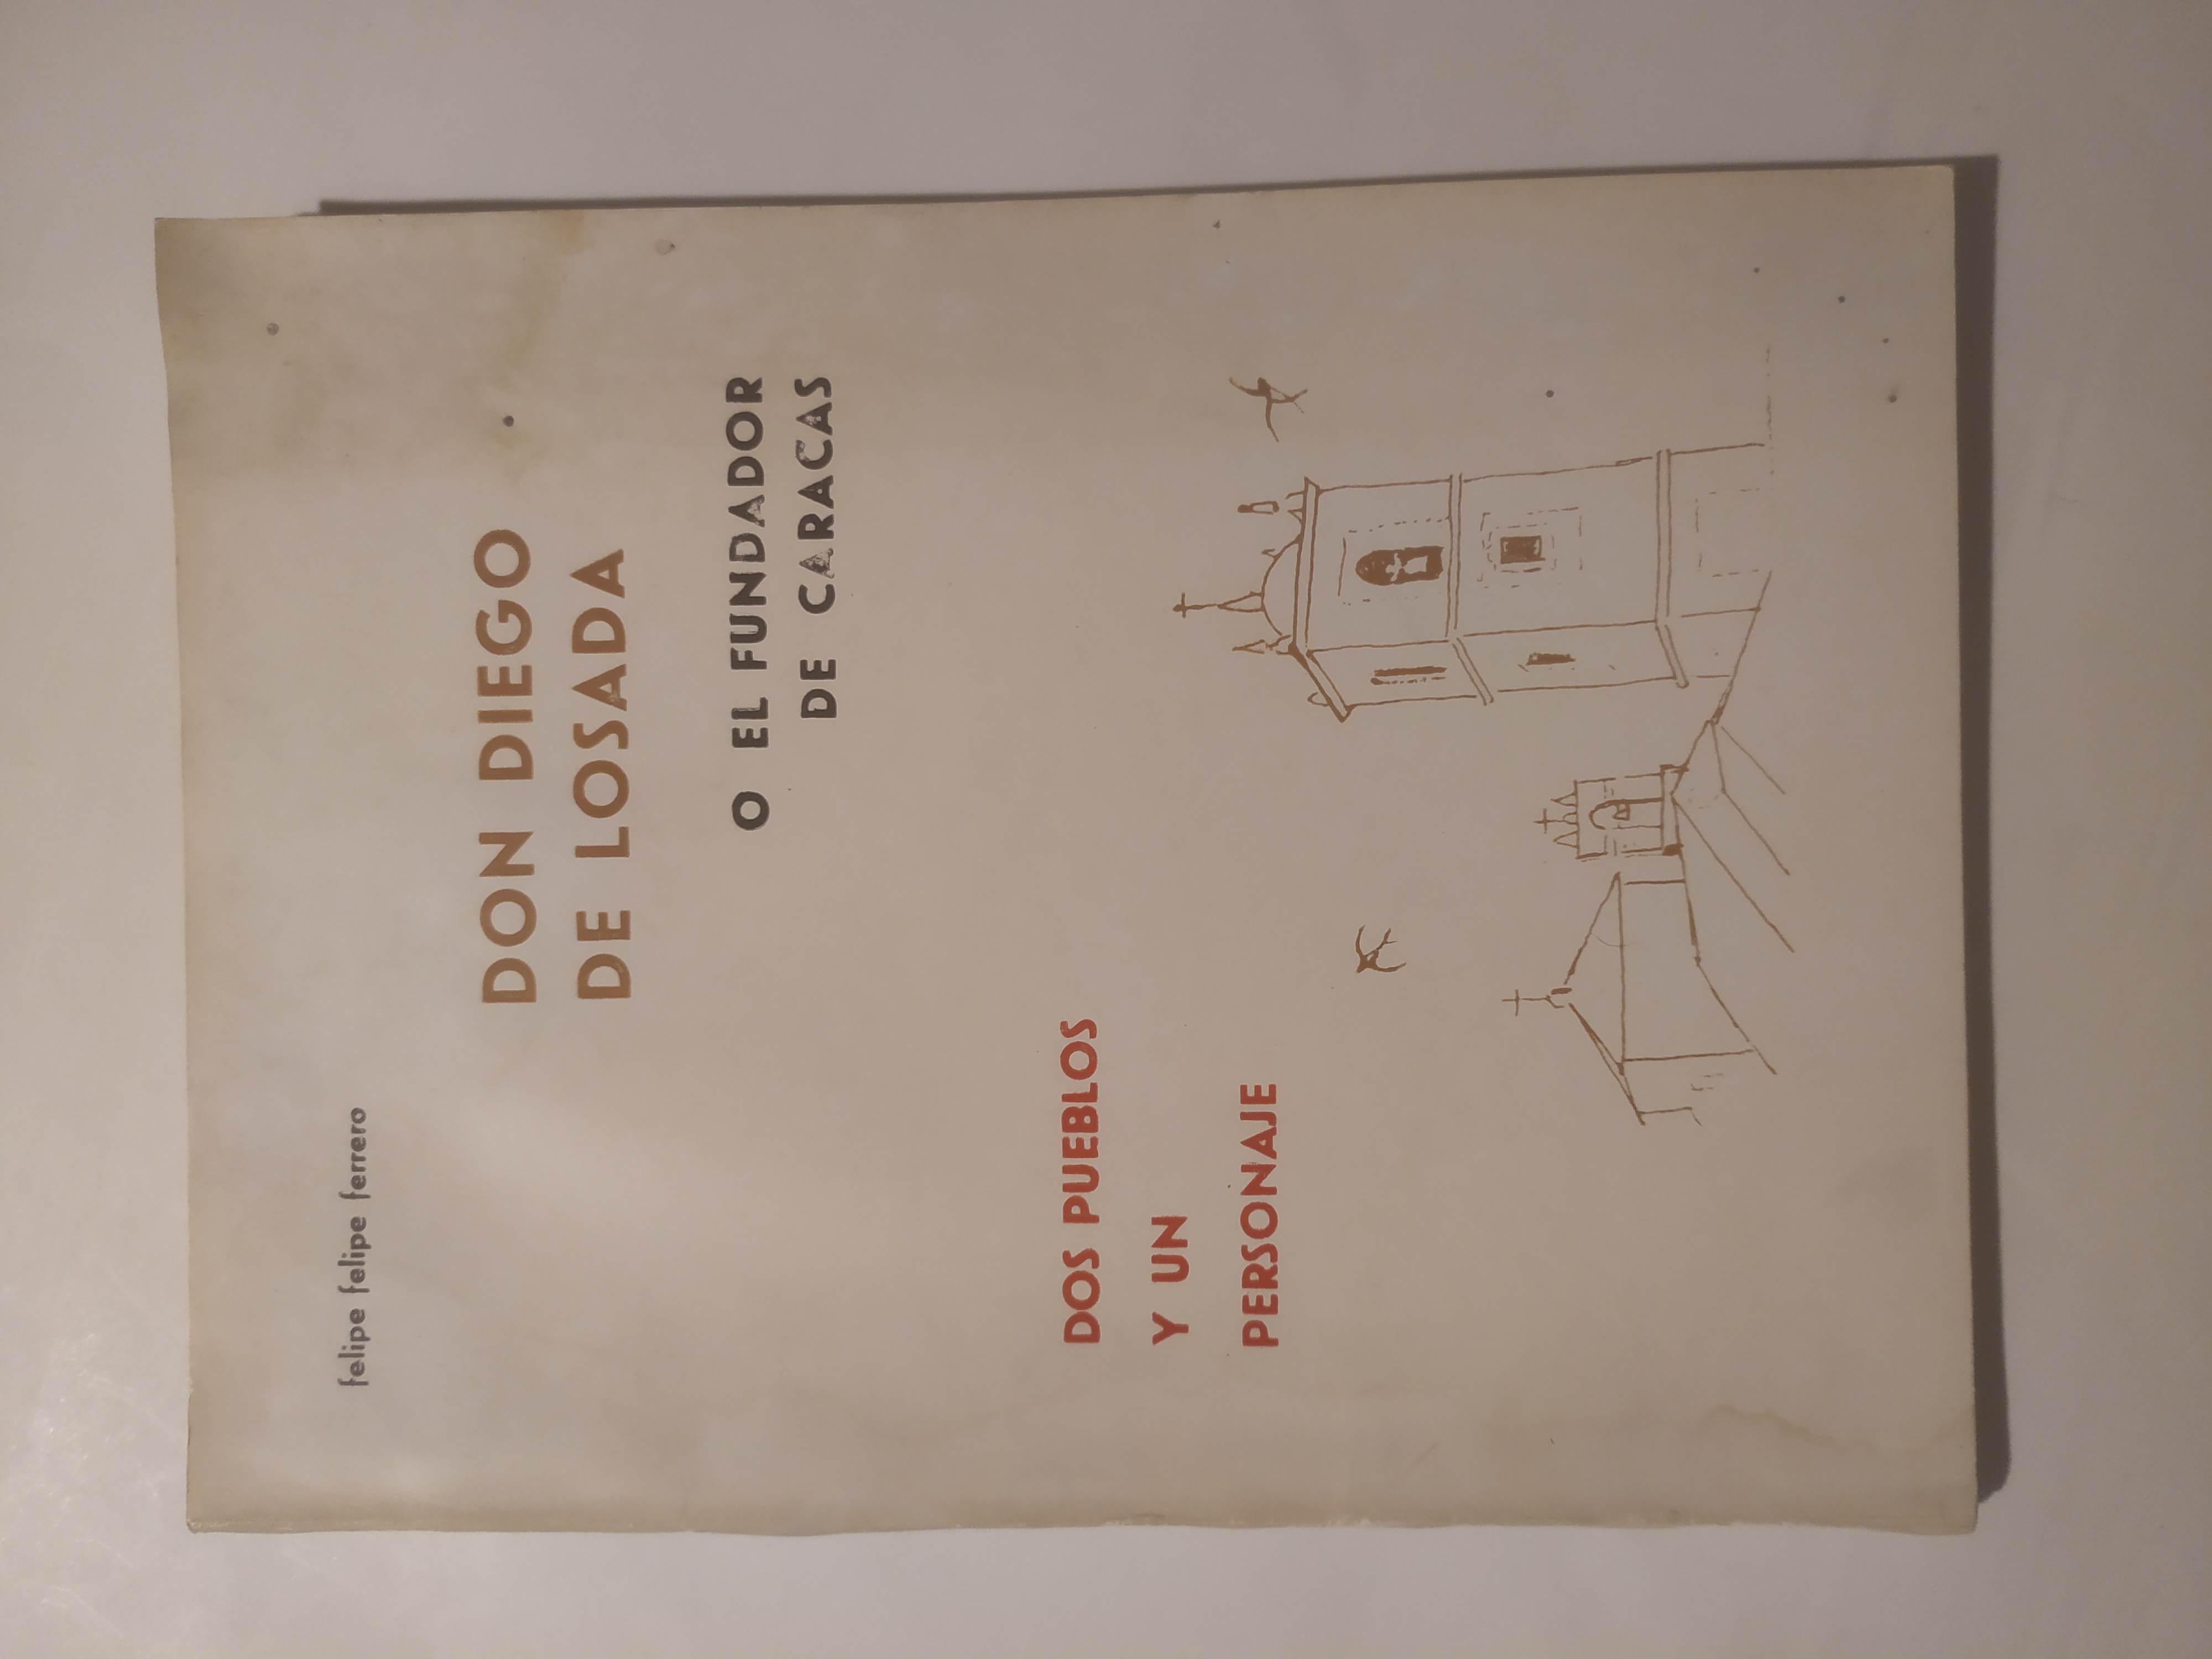 felipe felipe ferrero
DON DIEGO
DE LOSADA
O EL FUNDADOR
DE CARACAS
DOS PUEBLOS
Y UN
PERSONAJE